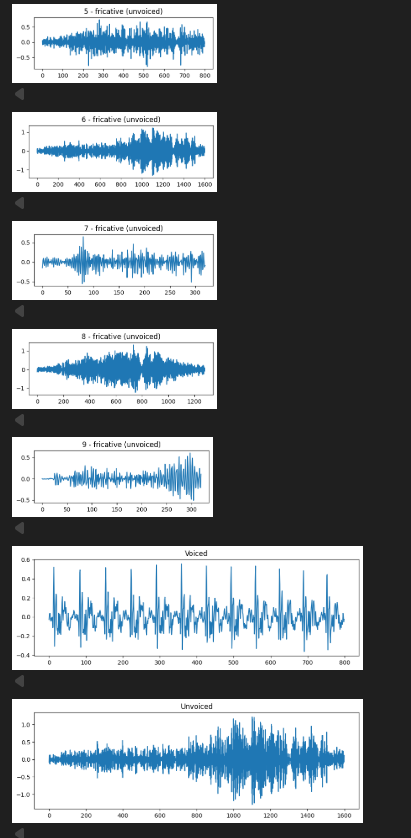 5 - fricative (unvoiced)
0.5
0.0
−0.5
0 100 200 300 400 500 600 700 800
6 - fricative (unvoiced)
1
0
−1
0 200 400 600 800 1000 1200 1400 1600
7 - fricative (unvoiced)
0.5
0.0
−0.5
0 50 100 150 200 250 300
8 - fricative (unvoiced)
1
0
−1
0 200 400 600 800 1000 1200
9 - fricative (unvoiced)
0.5
0.0
−0.5
0 50 100 150 200 250 300
Voiced
0.6
0.4
0.2
0.0
−0.2
−0.4
0 100 200 300 400 500 600 700 800
Unvoiced
1.0
0.5
0.0
−0.5
−1.0
0 200 400 600 800 1000 1200 1400 1600